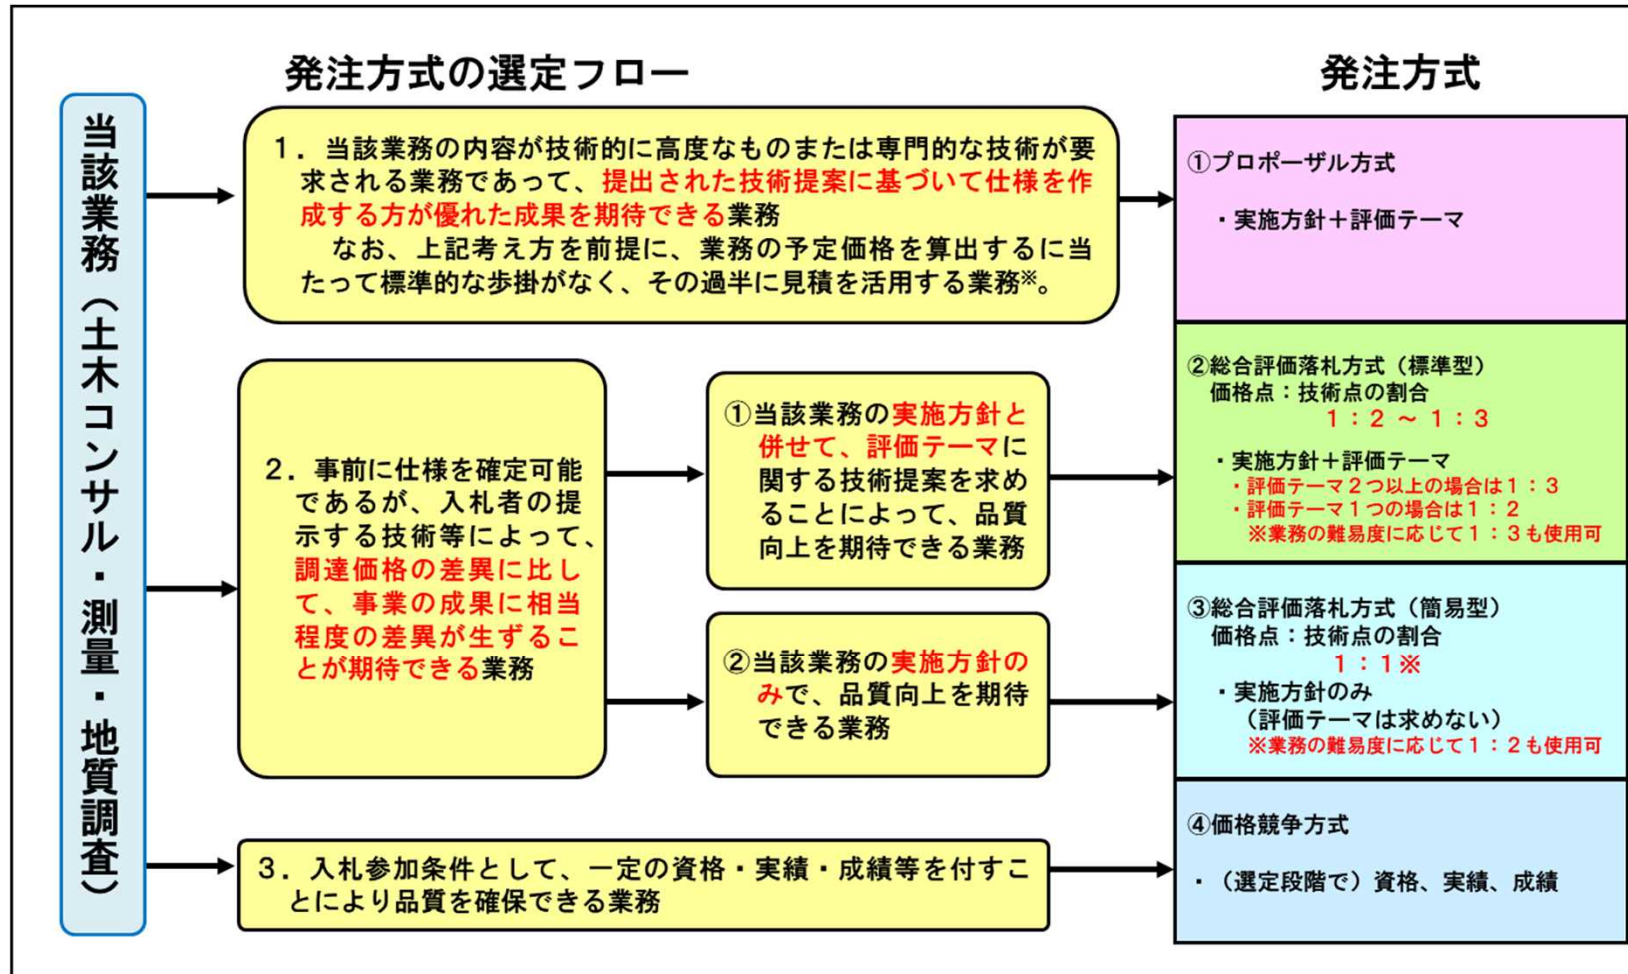 発注方式の選定フロー
発注方式
当該業務（土木コンサル・測量・地質調査）
１．当該業務の内容が技術的に高度なものまたは専門的な技術が要
求される業務であって、提出された技術提案に基づいて仕様を作
成する方が優れた成果を期待できる業務
なお、上記考え方を前提に、業務の予定価格を算出するに当
たって標準的な歩掛がなく、その過半に見積を活用する業務※。
①プロポーザル方式
・実施方針＋評価テーマ
２．事前に仕様を確定可能
であるが、入札者の提
示する技術等によって、
調達価格の差異に比し
て、事業の成果に相当
程度の差異が生ずるこ
とが期待できる業務
①当該業務の実施方針と
併せて、評価テーマに
関する技術提案を求め
ることによって、品質
向上を期待できる業務
②総合評価落札方式（標準型）
価格点：技術点の割合
１：２ ～ １：３
・実施方針＋評価テーマ
・評価テーマ２つ以上の場合は１：３
・評価テーマ１つの場合は１：２
※業務の難易度に応じて１：３も使用可
②当該業務の実施方針の
みで、品質向上を期待
できる業務
③総合評価落札方式（簡易型）
価格点：技術点の割合
１：１※
・実施方針のみ
（評価テーマは求めない）
※業務の難易度に応じて１：２も使用可
３．入札参加条件として、一定の資格・実績・成績等を付すこ
とにより品質を確保できる業務
④価格競争方式
・（選定段階で）資格、実績、成績